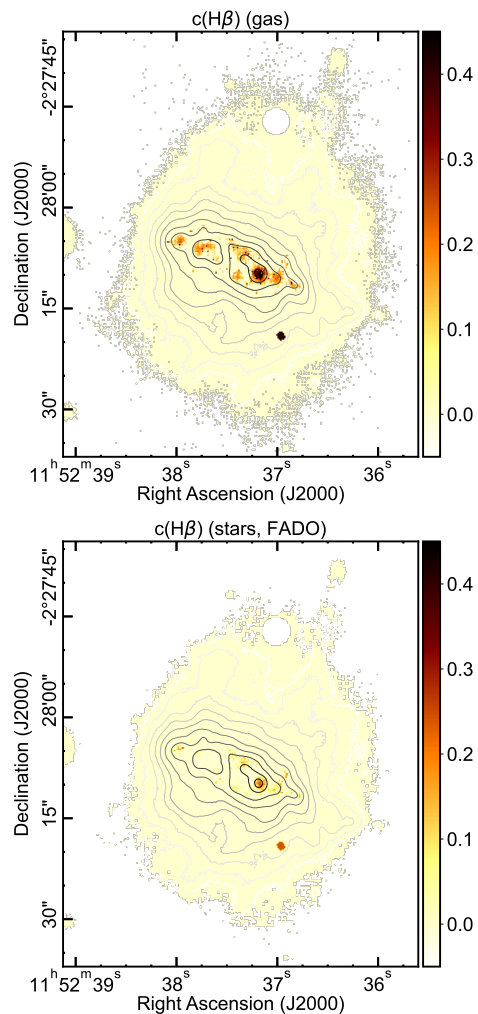 c(Hβ) (gas)
-2°27'45"
28'00"
15"
30"
Declination (J2000)
0.4
0.3
0.2
0.1
0.0
11ʰ52ᵐ39ˢ
38ˢ
37ˢ
36ˢ
Right Ascension (J2000)
c(Hβ) (stars, FADO)
-2°27'45"
28'00"
15"
30"
Declination (J2000)
0.4
0.3
0.2
0.1
0.0
11ʰ52ᵐ39ˢ
38ˢ
37ˢ
36ˢ
Right Ascension (J2000)